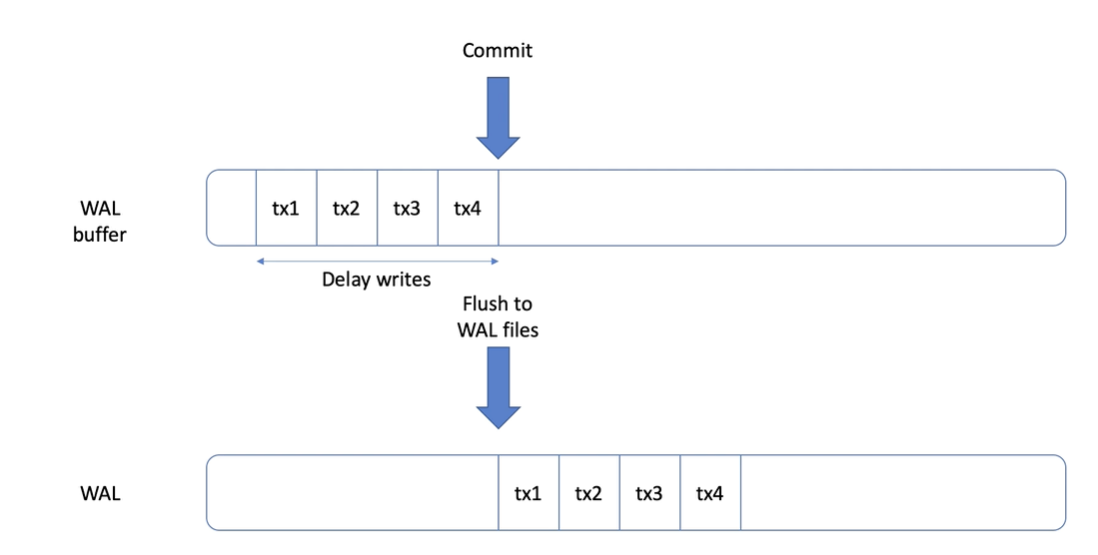 Commit
WAL
buffer
tx1 tx2 tx3 tx4
Delay writes
Flush to
WAL files
WAL
tx1 tx2 tx3 tx4